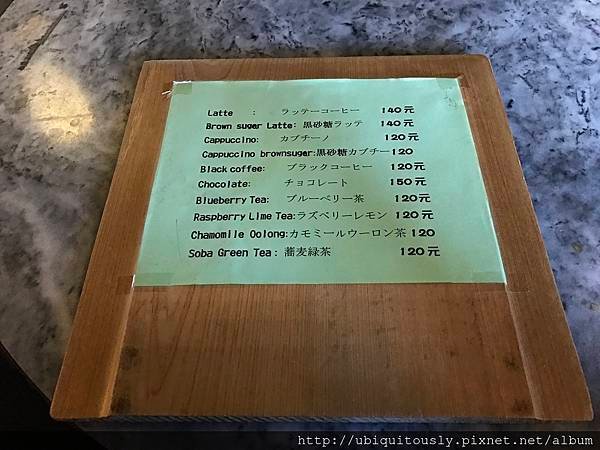 Latte : ラッテーコーヒー 140元
Brown sugar Latte: 黒砂糖ラッテ 140元
Cappuccino: カプチーノ 120元
Cappuccino brownsugar:黒砂糖カプチー120
Black coffee: ブラックコーヒー 120元
Chocolate: チョコレート 150元
Blueberry Tea: ブルーベリー茶 120元
Raspberry Lime Tea:ラズベリーレモン 120元
Chamomile Oolong:カモミールウーロン茶 120
Soba Green Tea : 蕎麦緑茶 120元
http://ubiquitously.pixnet.net/album